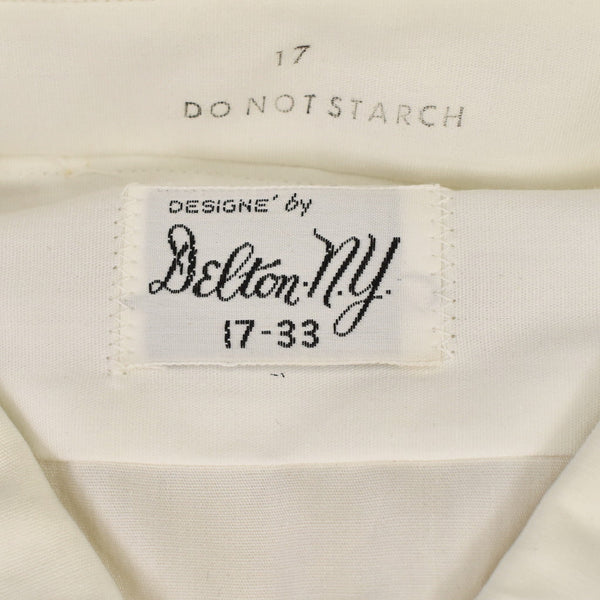 17
DO NOT STARCH
DESIGNE' by
Delton. N.Y.
17-33